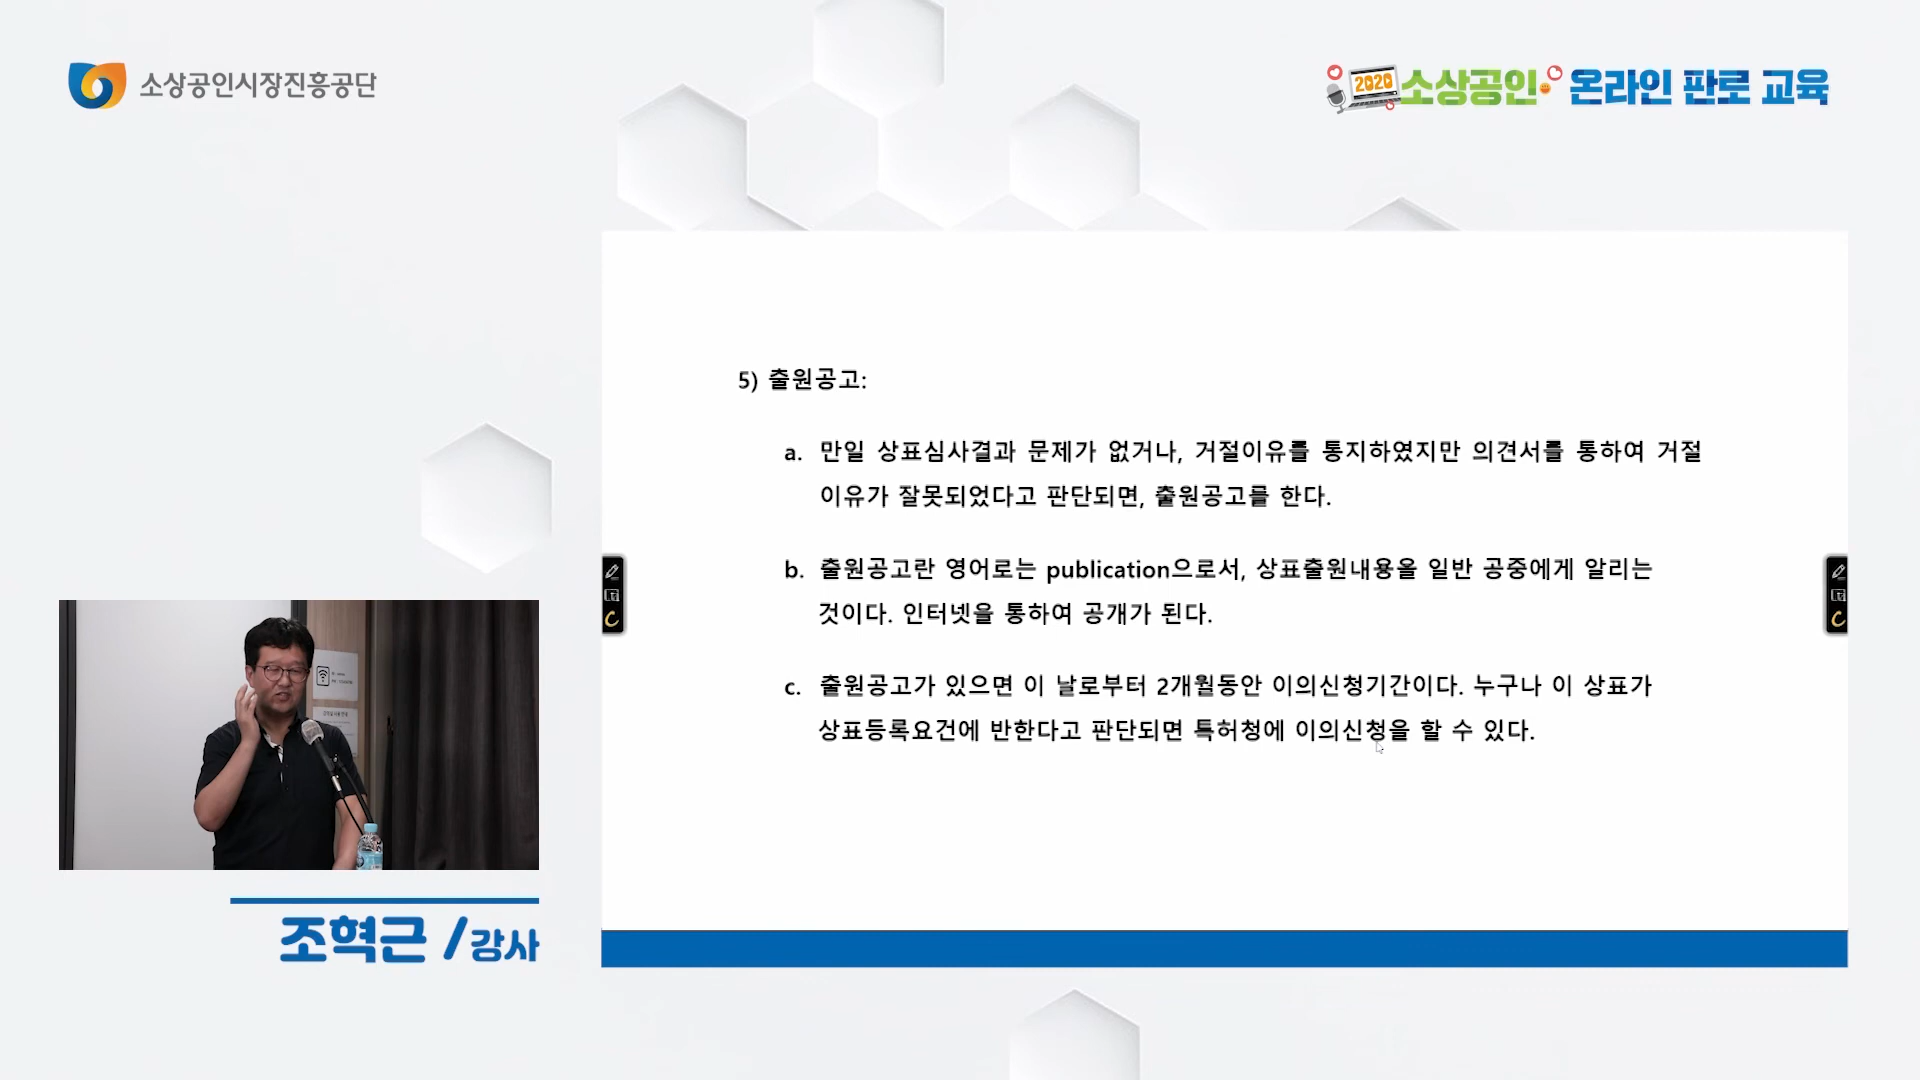 소상공인시장진흥공단
2020 소상공인 온라인 판로 교육
5) 출원공고:
a. 만일 상표심사결과 문제가 없거나, 거절이유를 통지하였지만 의견서를 통하여 거절
이유가 잘못되었다고 판단되면, 출원공고를 한다.
b. 출원공고란 영어로는 publication으로서, 상표출원내용을 일반 공중에게 알리는
것이다. 인터넷을 통하여 공개가 된다.
c. 출원공고가 있으면 이 날로부터 2개월동안 이의신청기간이다. 누구나 이 상표가
상표등록요건에 반한다고 판단되면 특허청에 이의신청을 할 수 있다.
조혁근 / 강사